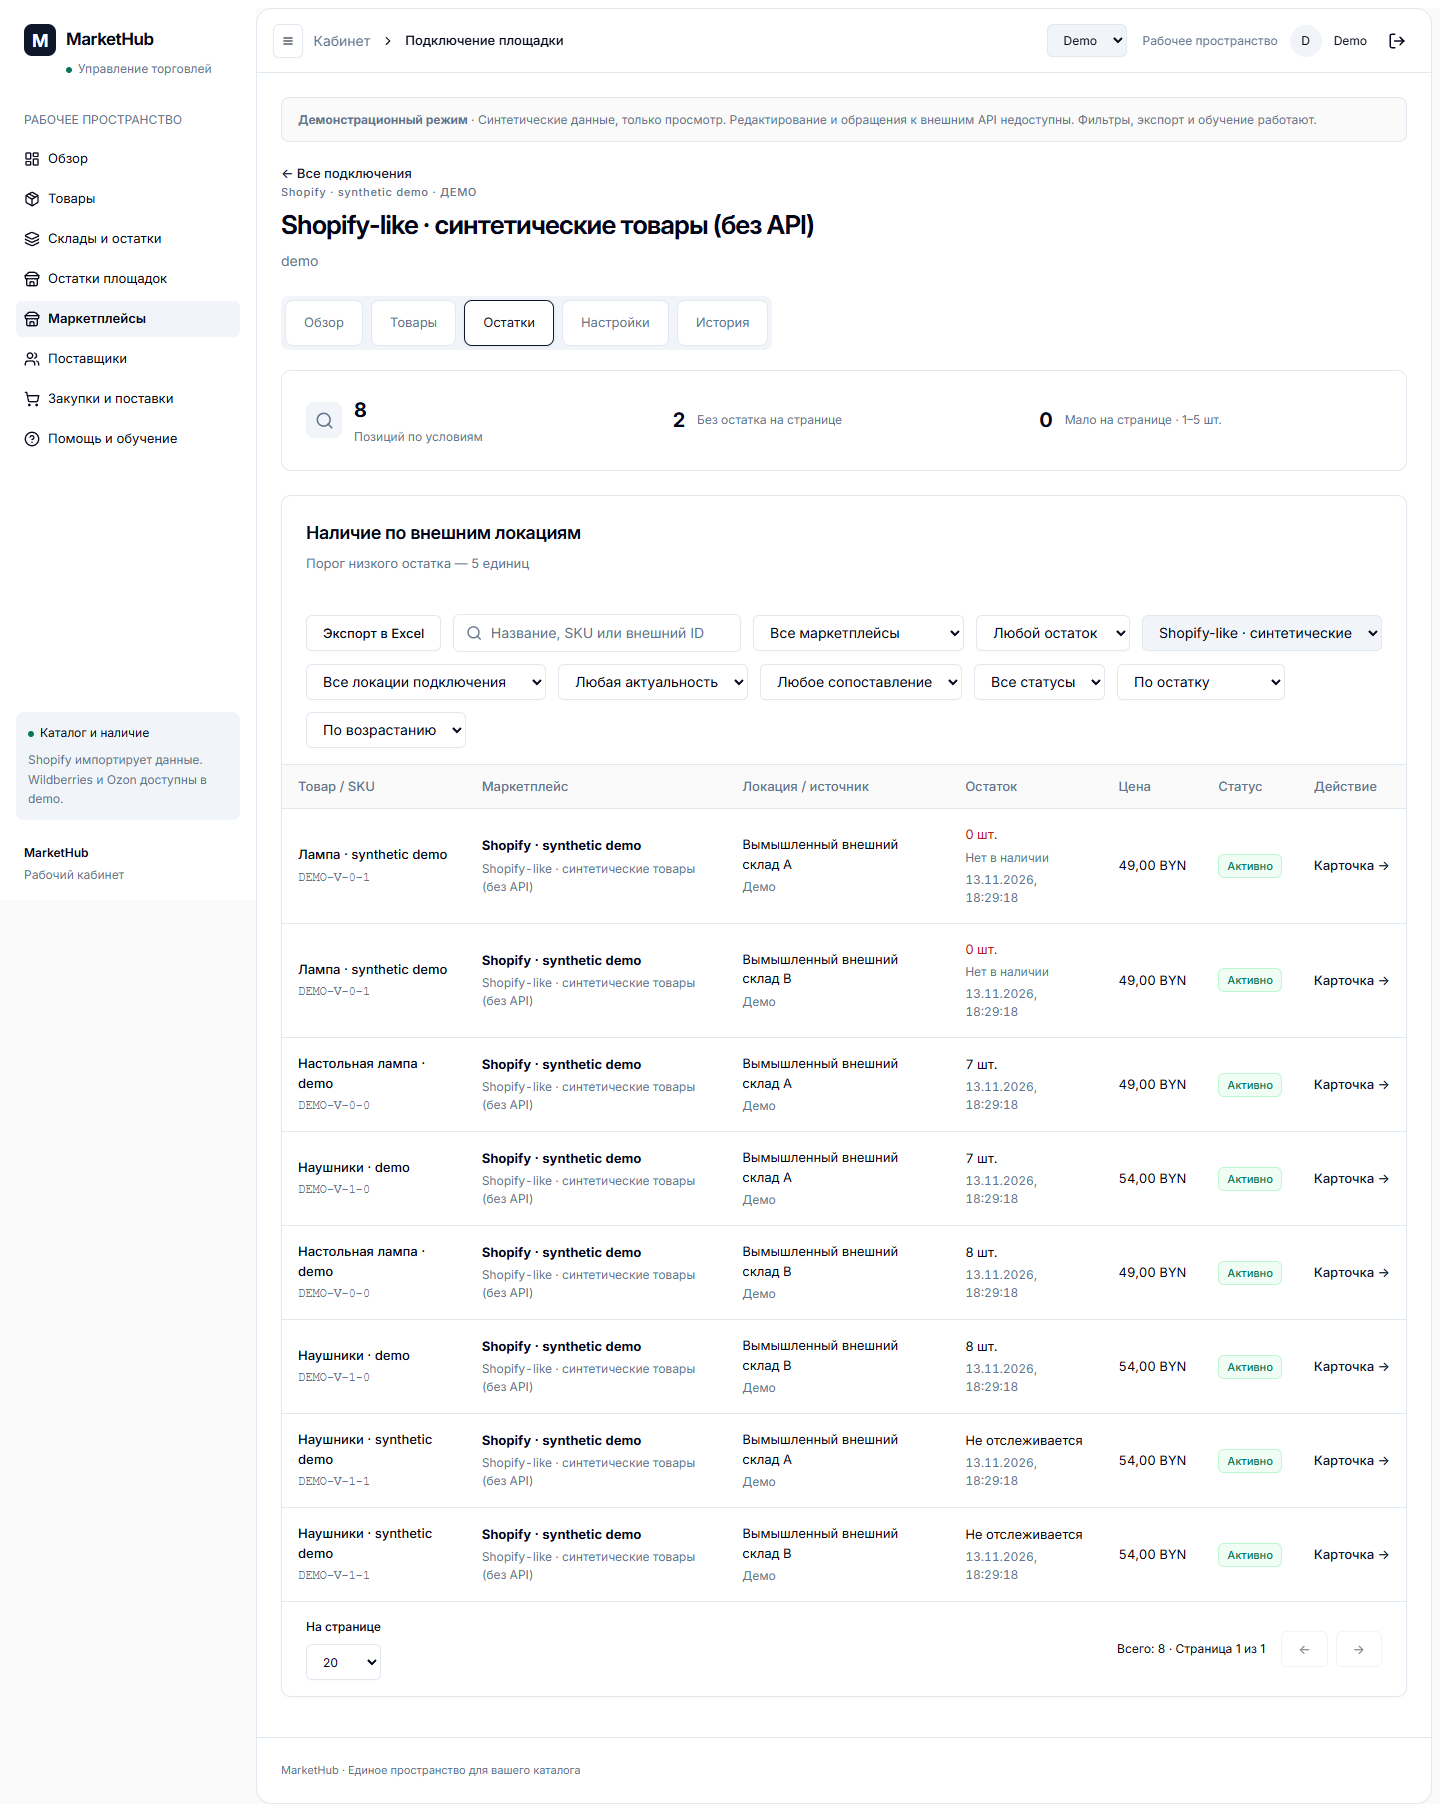 M MarketHub
Управление торговлей
РАБОЧЕЕ ПРОСТРАНСТВО
Обзор
Товары
Склады и остатки
Остатки площадок
Маркетплейсы
Поставщики
Закупки и поставки
Помощь и обучение
Каталог и наличие
Shopify импортирует данные.
Wildberries и Ozon доступны в
demo.
MarketHub
Рабочий кабинет
Кабинет > Подключение площадки
Demo Рабочее пространство D Demo
Демонстрационный режим · Синтетические данные, только просмотр. Редактирование и обращения к внешним API недоступны. Фильтры, экспорт и обучение работают.
← Все подключения
Shopify · synthetic demo · ДЕМО
Shopify-like · синтетические товары (без API)
demo
Обзор Товары Остатки Настройки История
8
Позиций по условиям
2 Без остатка на странице
0 Мало на странице · 1–5 шт.
Наличие по внешним локациям
Порог низкого остатка — 5 единиц
Экспорт в Excel Название, SKU или внешний ID Все маркетплейсы Любой остаток Shopify-like · синтетические
Все локации подключения Любая актуальность Любое сопоставление Все статусы По остатку
По возрастанию
Товар / SKU Маркетплейс Локация / источник Остаток Цена Статус Действие
Лампа · synthetic demo
DEMO-V-0-1
Shopify · synthetic demo
Shopify-like · синтетические товары
(без API)
Вымышленный внешний
склад A
Демо
0 шт.
Нет в наличии
13.11.2026,
18:29:18
49,00 BYN Активно Карточка →
Лампа · synthetic demo
DEMO-V-0-1
Shopify · synthetic demo
Shopify-like · синтетические товары
(без API)
Вымышленный внешний
склад B
Демо
0 шт.
Нет в наличии
13.11.2026,
18:29:18
49,00 BYN Активно Карточка →
Настольная лампа ·
demo
DEMO-V-0-0
Shopify · synthetic demo
Shopify-like · синтетические товары
(без API)
Вымышленный внешний
склад A
Демо
7 шт.
13.11.2026,
18:29:18
49,00 BYN Активно Карточка →
Наушники · demo
DEMO-V-1-0
Shopify · synthetic demo
Shopify-like · синтетические товары
(без API)
Вымышленный внешний
склад A
Демо
7 шт.
13.11.2026,
18:29:18
54,00 BYN Активно Карточка →
Настольная лампа ·
demo
DEMO-V-0-0
Shopify · synthetic demo
Shopify-like · синтетические товары
(без API)
Вымышленный внешний
склад B
Демо
8 шт.
13.11.2026,
18:29:18
49,00 BYN Активно Карточка →
Наушники · demo
DEMO-V-1-0
Shopify · synthetic demo
Shopify-like · синтетические товары
(без API)
Вымышленный внешний
склад B
Демо
8 шт.
13.11.2026,
18:29:18
54,00 BYN Активно Карточка →
Наушники · synthetic
demo
DEMO-V-1-1
Shopify · synthetic demo
Shopify-like · синтетические товары
(без API)
Вымышленный внешний
склад A
Демо
Не отслеживается
13.11.2026,
18:29:18
54,00 BYN Активно Карточка →
Наушники · synthetic
demo
DEMO-V-1-1
Shopify · synthetic demo
Shopify-like · синтетические товары
(без API)
Вымышленный внешний
склад B
Демо
Не отслеживается
13.11.2026,
18:29:18
54,00 BYN Активно Карточка →
На странице
20
Всего: 8 · Страница 1 из 1 ← →
MarketHub · Единое пространство для вашего каталога